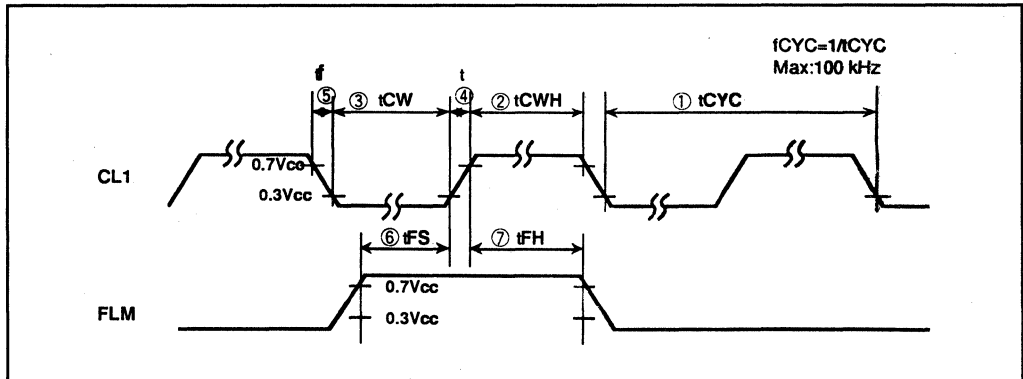 fCYC=1/tCYC
Max:100 kHz
tf
t
⑤
③ tCW
④
② tCWH
① tCYC
CL1
0.7Vcc
0.3Vcc
⑥ tFS
⑦ tFH
FLM
0.7Vcc
0.3Vcc